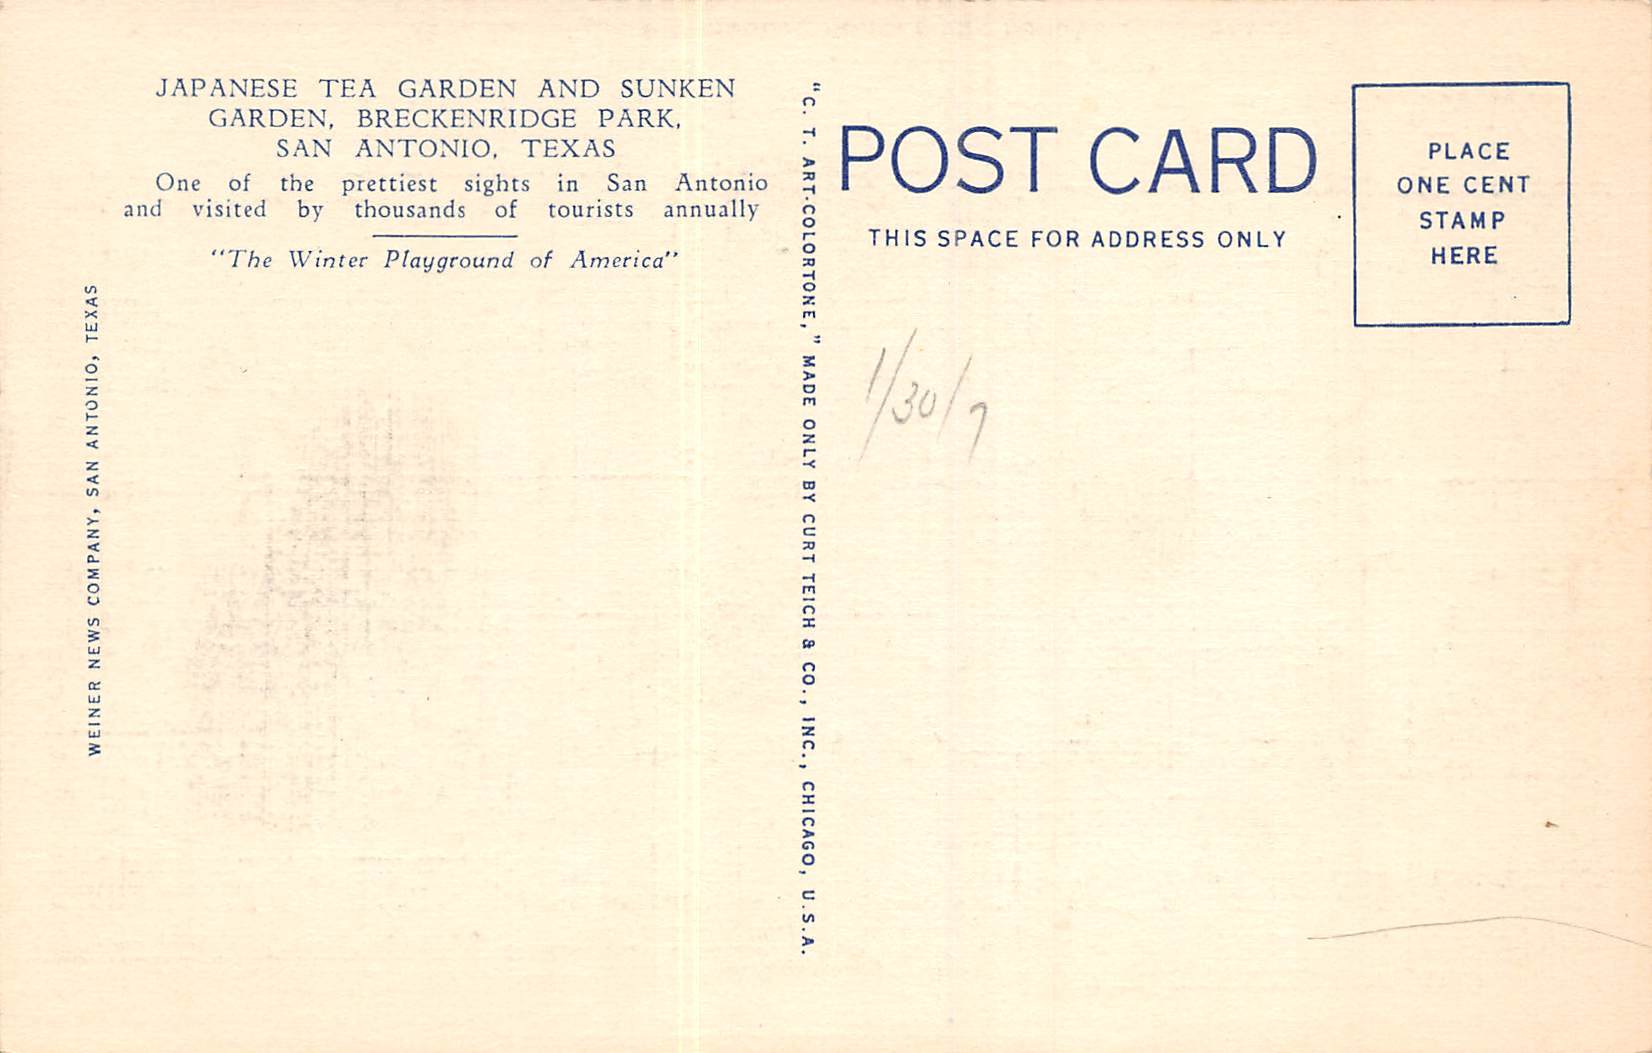 JAPANESE TEA GARDEN AND SUNKEN
GARDEN, BRECKENRIDGE PARK,
SAN ANTONIO, TEXAS
One of the prettiest sights in San Antonio
and visited by thousands of tourists annually
"The Winter Playground of America"
WEINER NEWS COMPANY, SAN ANTONIO, TEXAS
"C. T. ART-COLORTONE," MADE ONLY BY CURT TEICH & CO., INC., CHICAGO, U.S.A.
POST CARD
THIS SPACE FOR ADDRESS ONLY
PLACE
ONE CENT
STAMP
HERE
1/30/7